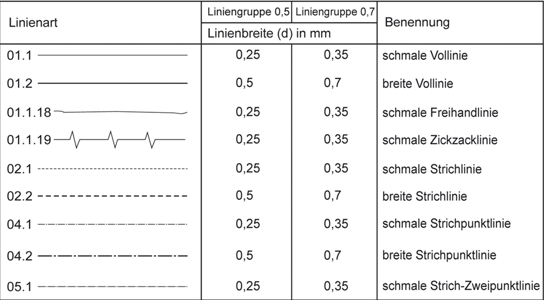 Linienart Liniengruppe 0,5 Liniengruppe 0,7 Benennung
Linienbreite (d) in mm
01.1 0,25 0,35 schmale Vollinie
01.2 0,5 0,7 breite Vollinie
01.1.18 0,25 0,35 schmale Freihandlinie
01.1.19 0,25 0,35 schmale Zickzacklinie
02.1 0,25 0,35 schmale Strichlinie
02.2 0,5 0,7 breite Strichlinie
04.1 0,25 0,35 schmale Strichpunktlinie
04.2 0,5 0,7 breite Strichpunktlinie
05.1 0,25 0,35 schmale Strich-Zweipunktlinie